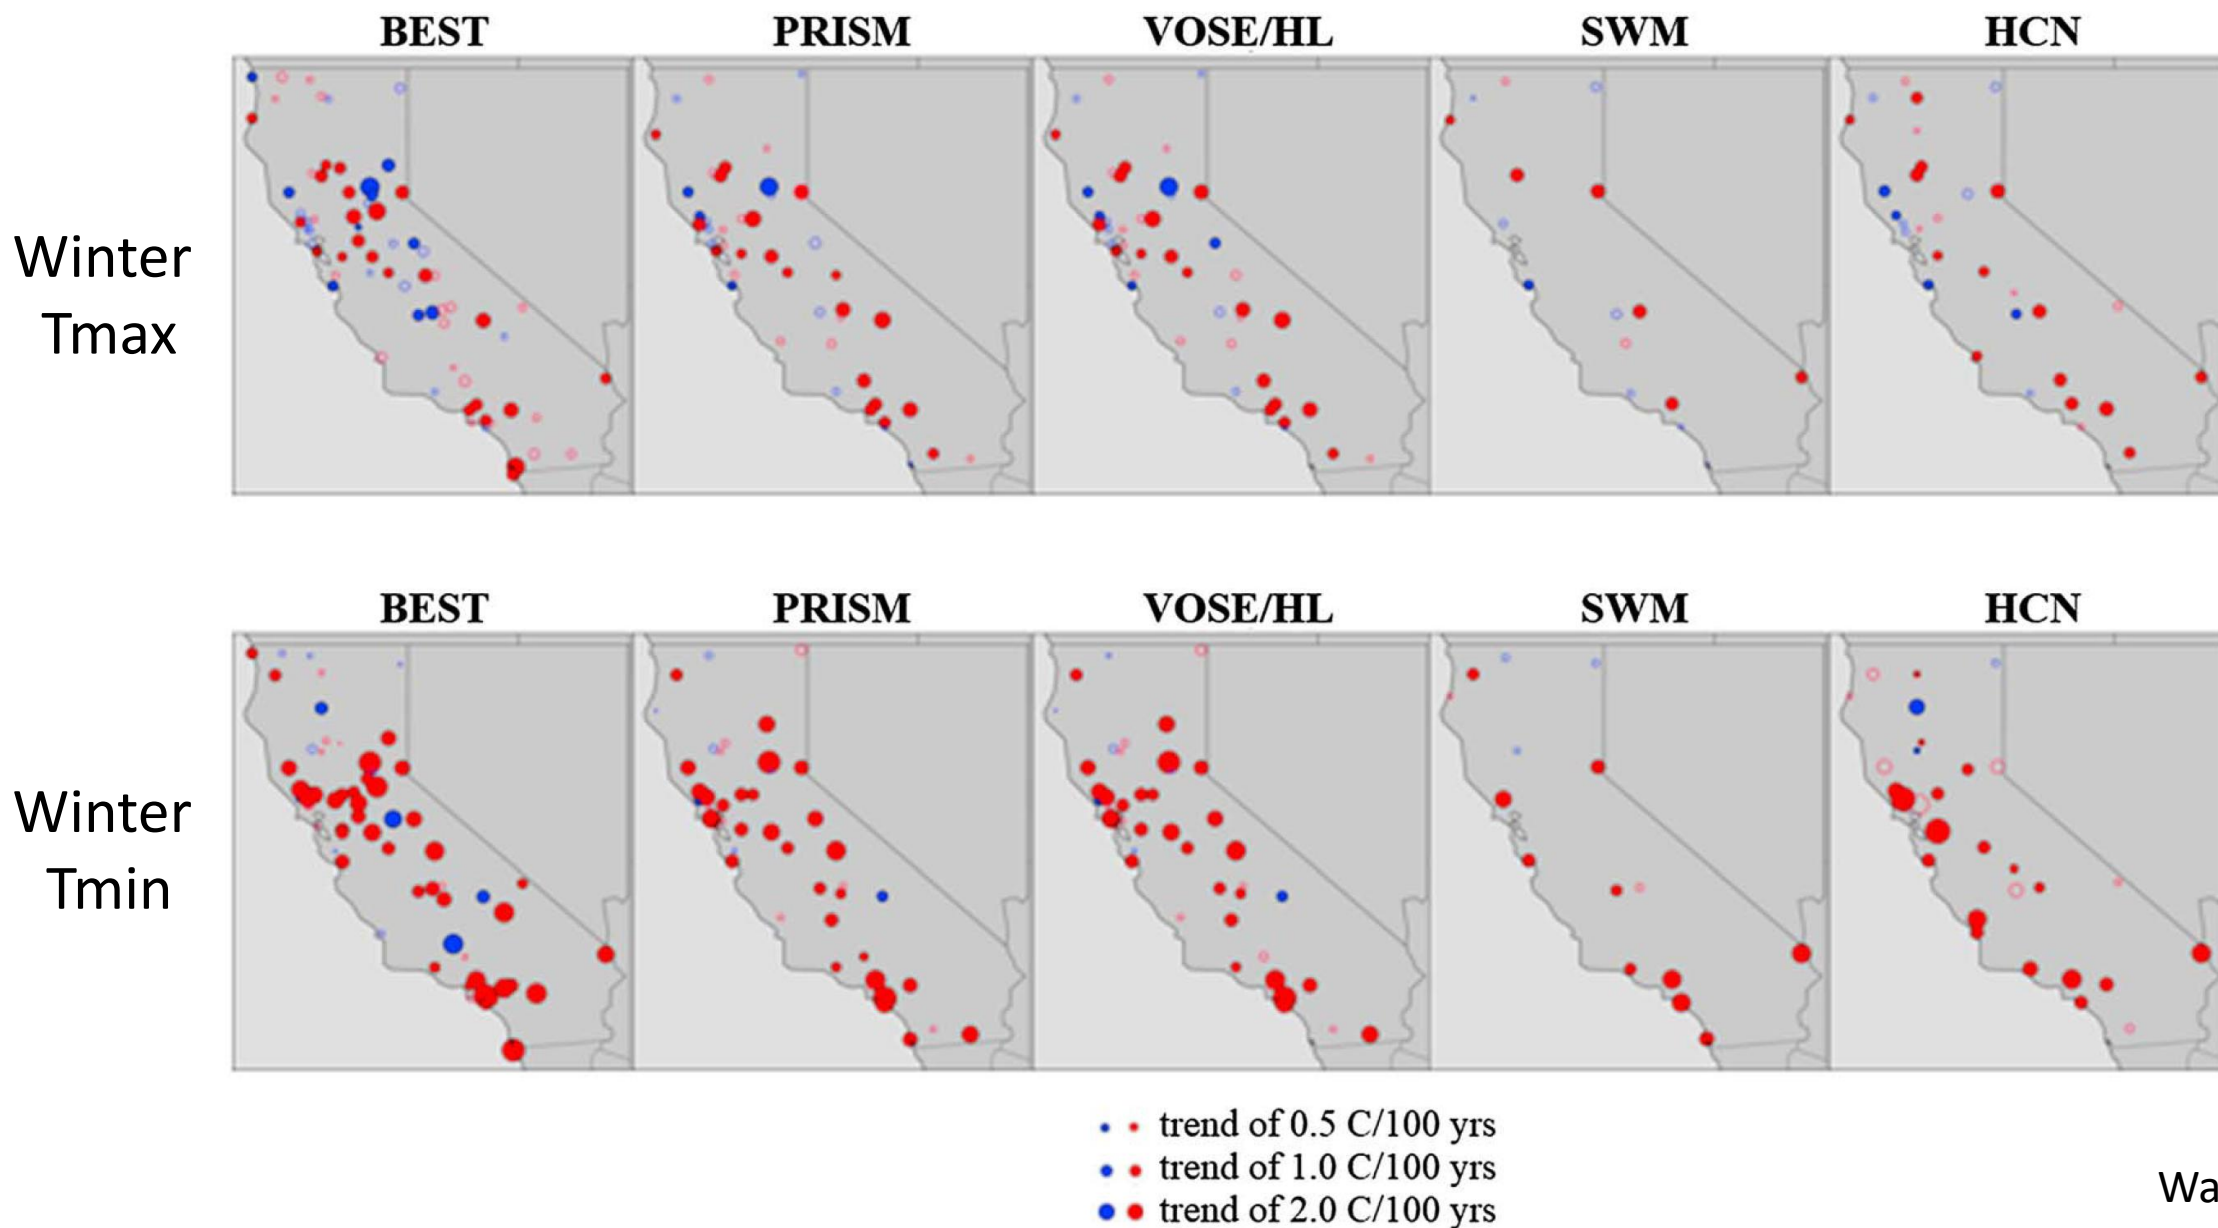 BEST PRISM VOSE/HL SWM HCN
Winter
Tmax
BEST PRISM VOSE/HL SWM HCN
Winter
Tmin
trend of 0.5 C/100 yrs
trend of 1.0 C/100 yrs
trend of 2.0 C/100 yrs